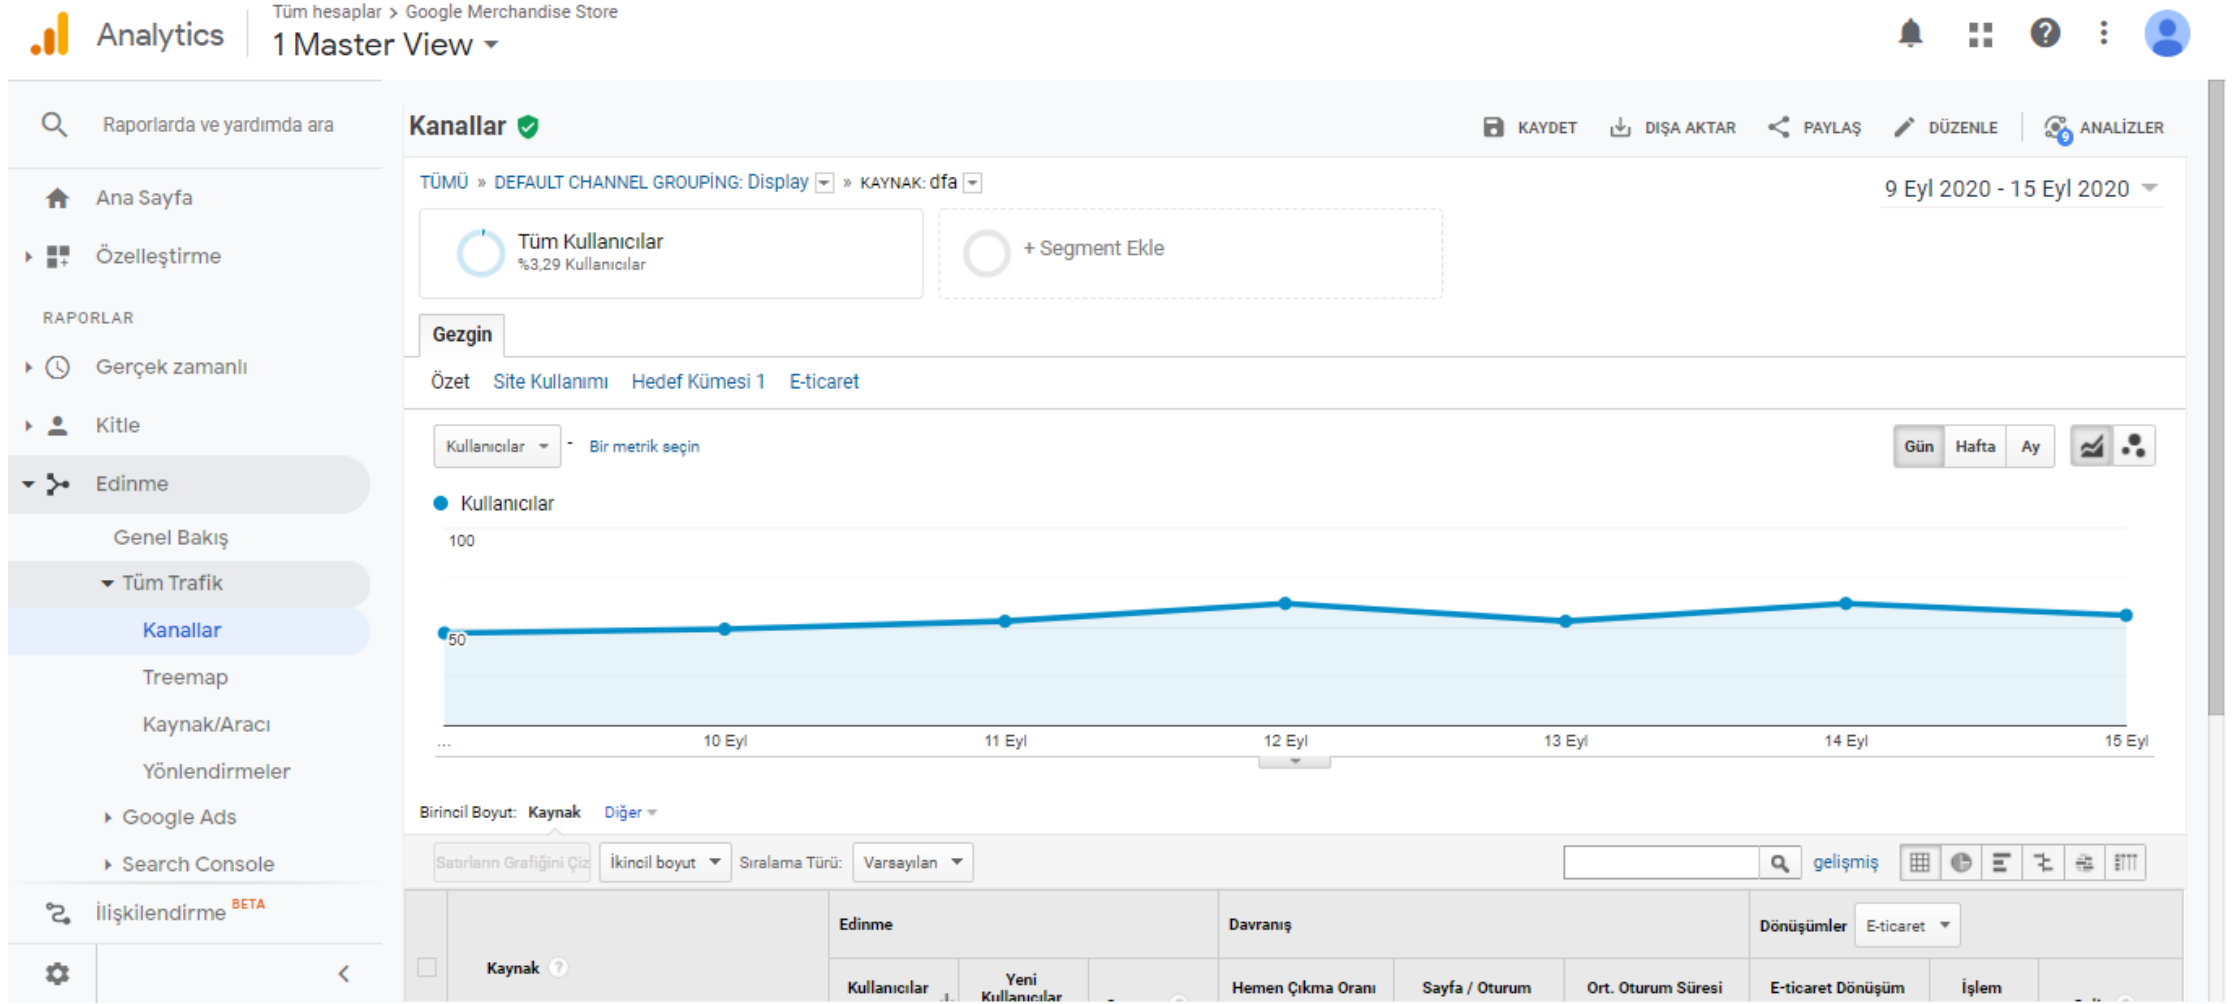 Tüm hesaplar > Google Merchandise Store
Analytics
1 Master View
Raporlarda ve yardımda ara
Ana Sayfa
Özelleştirme
RAPORLAR
Gerçek zamanlı
Kitle
Edinme
Genel Bakış
Tüm Trafik
Kanallar
Treemap
Kaynak/Aracı
Yönlendirmeler
Google Ads
Search Console
İlişkilendirme BETA
Kanallar
KAYDET
DIŞA AKTAR
PAYLAŞ
DÜZENLE
9
ANALİZLER
TÜMÜ » DEFAULT CHANNEL GROUPİNG: Display » KAYNAK: dfa
9 Eyl 2020 - 15 Eyl 2020
Tüm Kullanıcılar
%3,29 Kullanıcılar
+ Segment Ekle
Gezgin
Özet Site Kullanımı Hedef Kümesi 1 E-ticaret
Kullanıcılar - Bir metrik seçin
Gün Hafta Ay
Kullanıcılar
100
50
... 10 Eyl 11 Eyl 12 Eyl 13 Eyl 14 Eyl 15 Eyl
Birincil Boyut: Kaynak Diğer
Satırların Grafiğini Çiz İkincil boyut Sıralama Türü: Varsayılan
gelişmiş
Edinme Davranış Dönüşümler E-ticaret
Kaynak ?
Kullanıcılar
Yeni
Kullanıcılar
Hemen Çıkma Oranı
Sayfa / Oturum
Ort. Oturum Süresi
E-ticaret Dönüşüm
İşlem